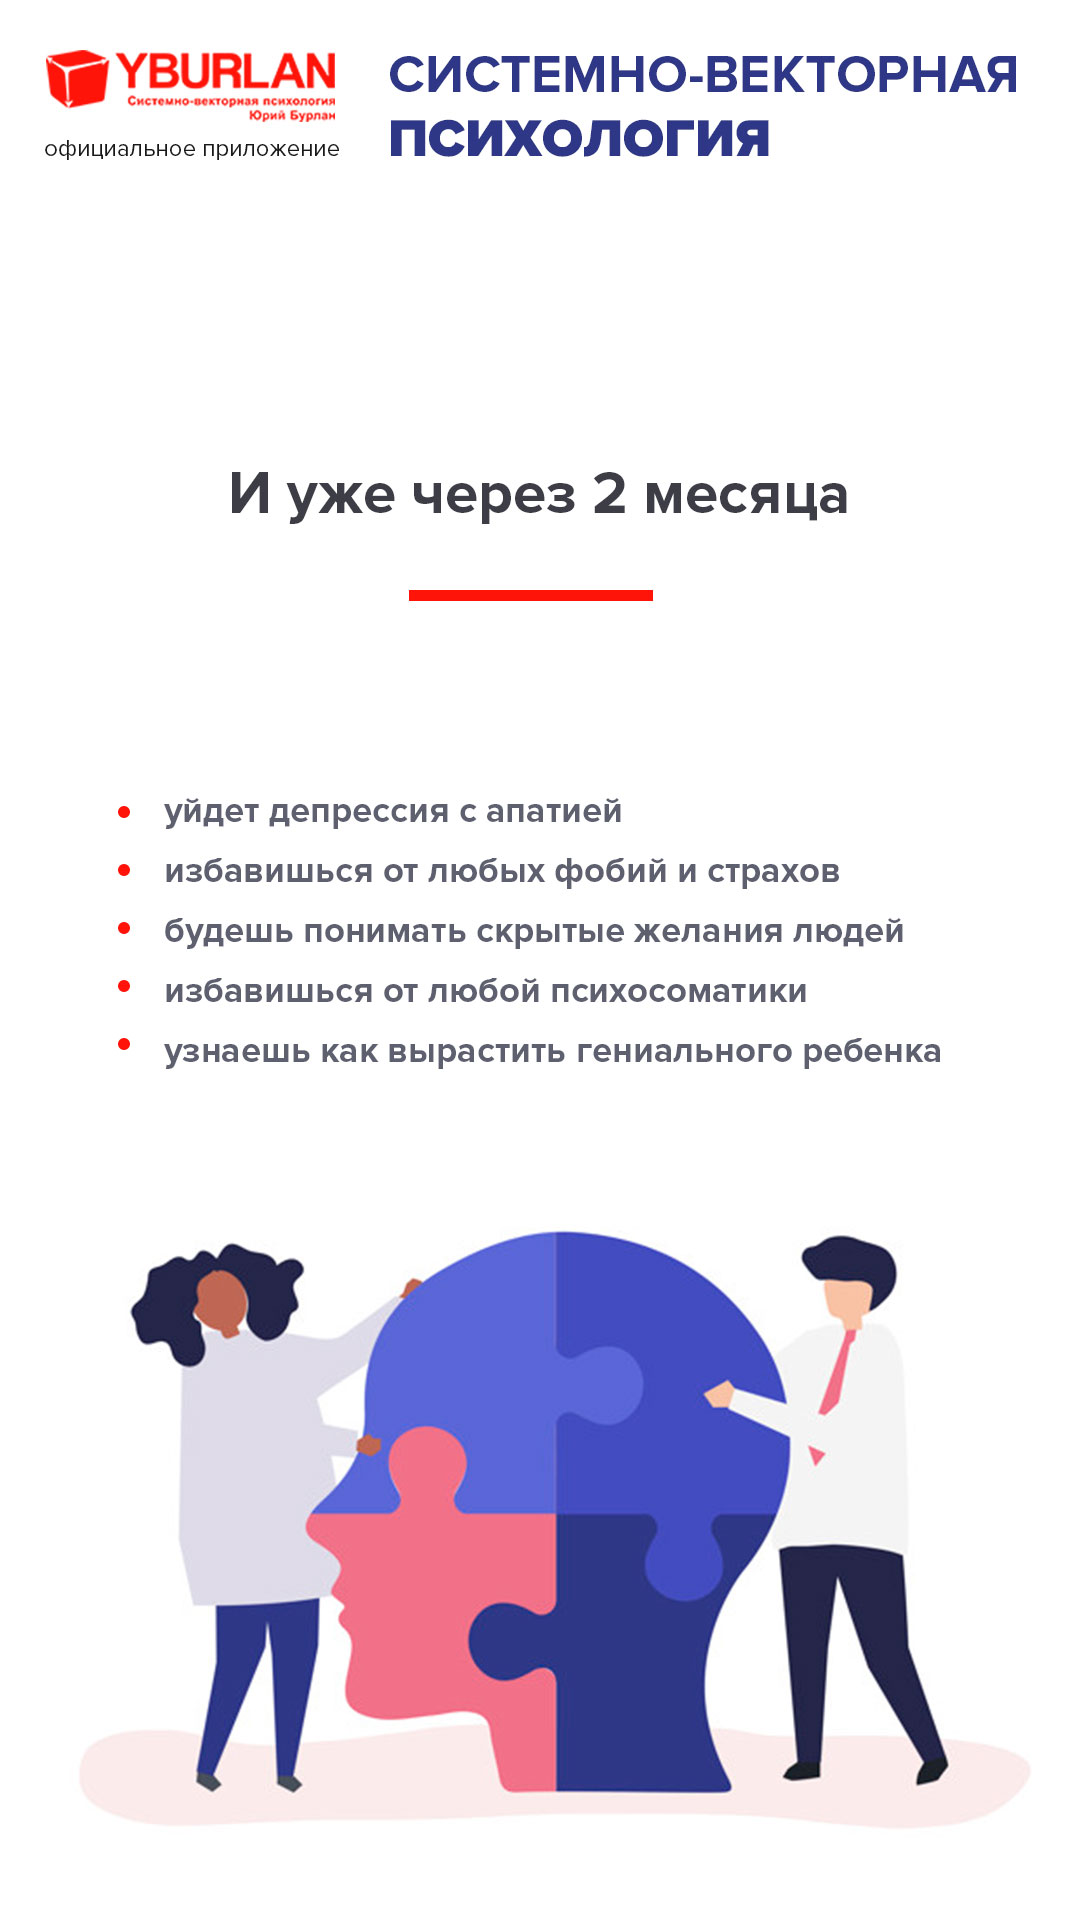 YBURLAN
Системно-векторная психология
Юрий Бурлан
официальное приложение
СИСТЕМНО-ВЕКТОРНАЯ
ПСИХОЛОГИЯ
И уже через 2 месяца
уйдет депрессия с апатией
избавишься от любых фобий и страхов
будешь понимать скрытые желания людей
избавишься от любой психосоматики
узнаешь как вырастить гениального ребенка